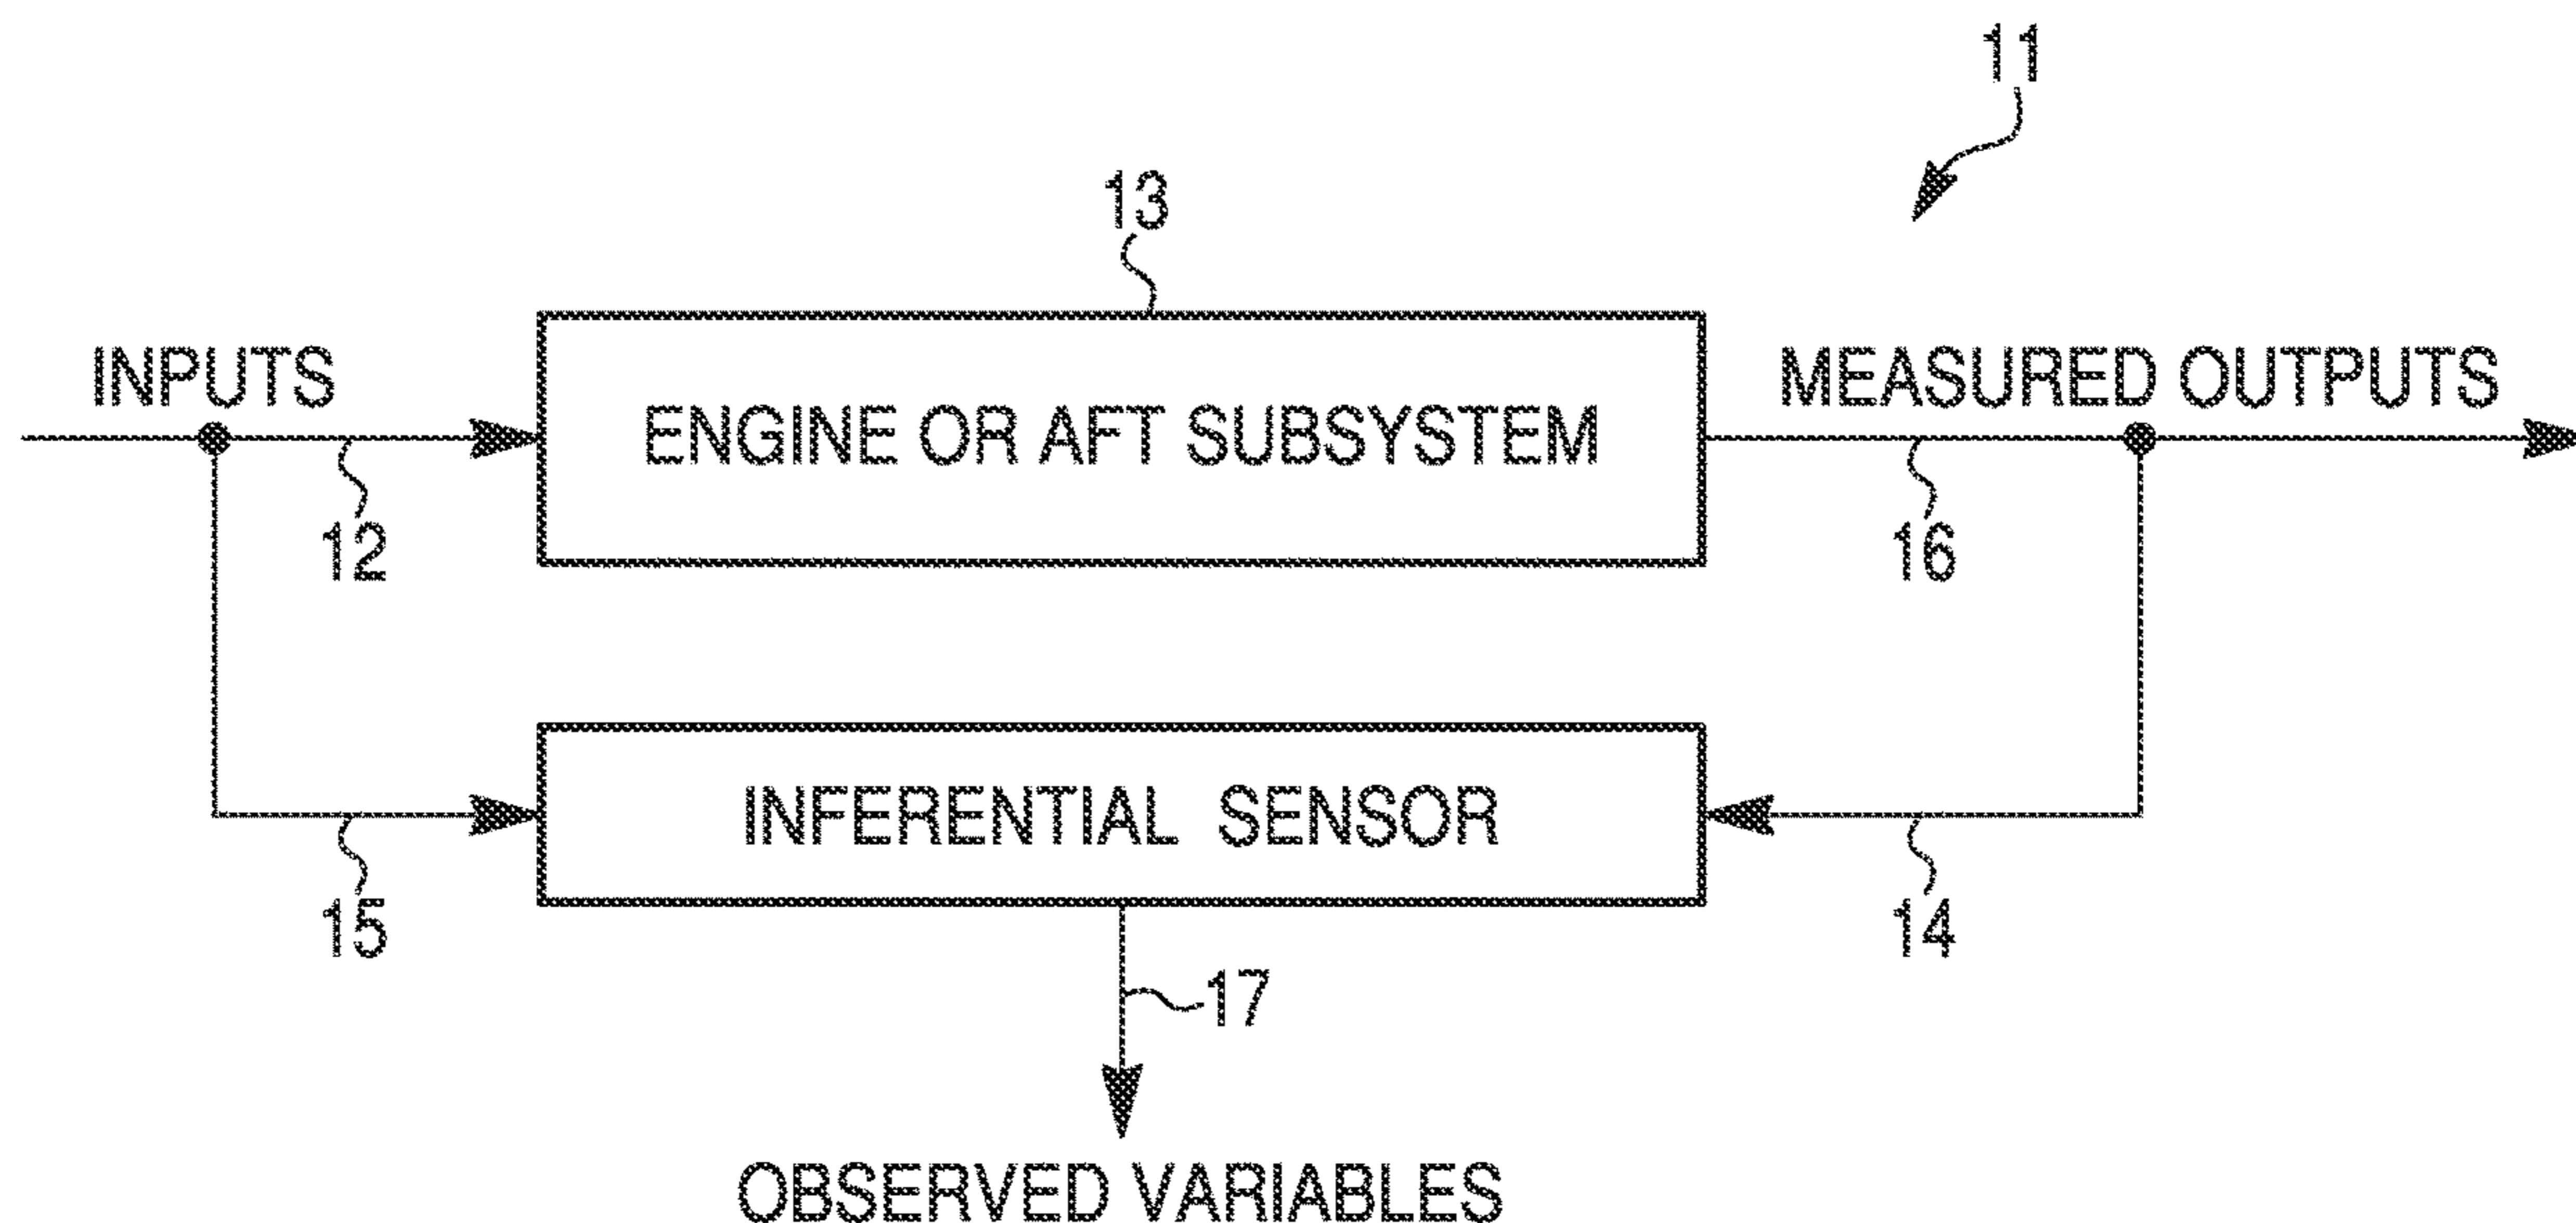 11
13
INPUTS
MEASURED OUTPUTS
ENGINE OR AFT SUBSYSTEM
12
16
INFERENTIAL SENSOR
15
14
17
OBSERVED VARIABLES